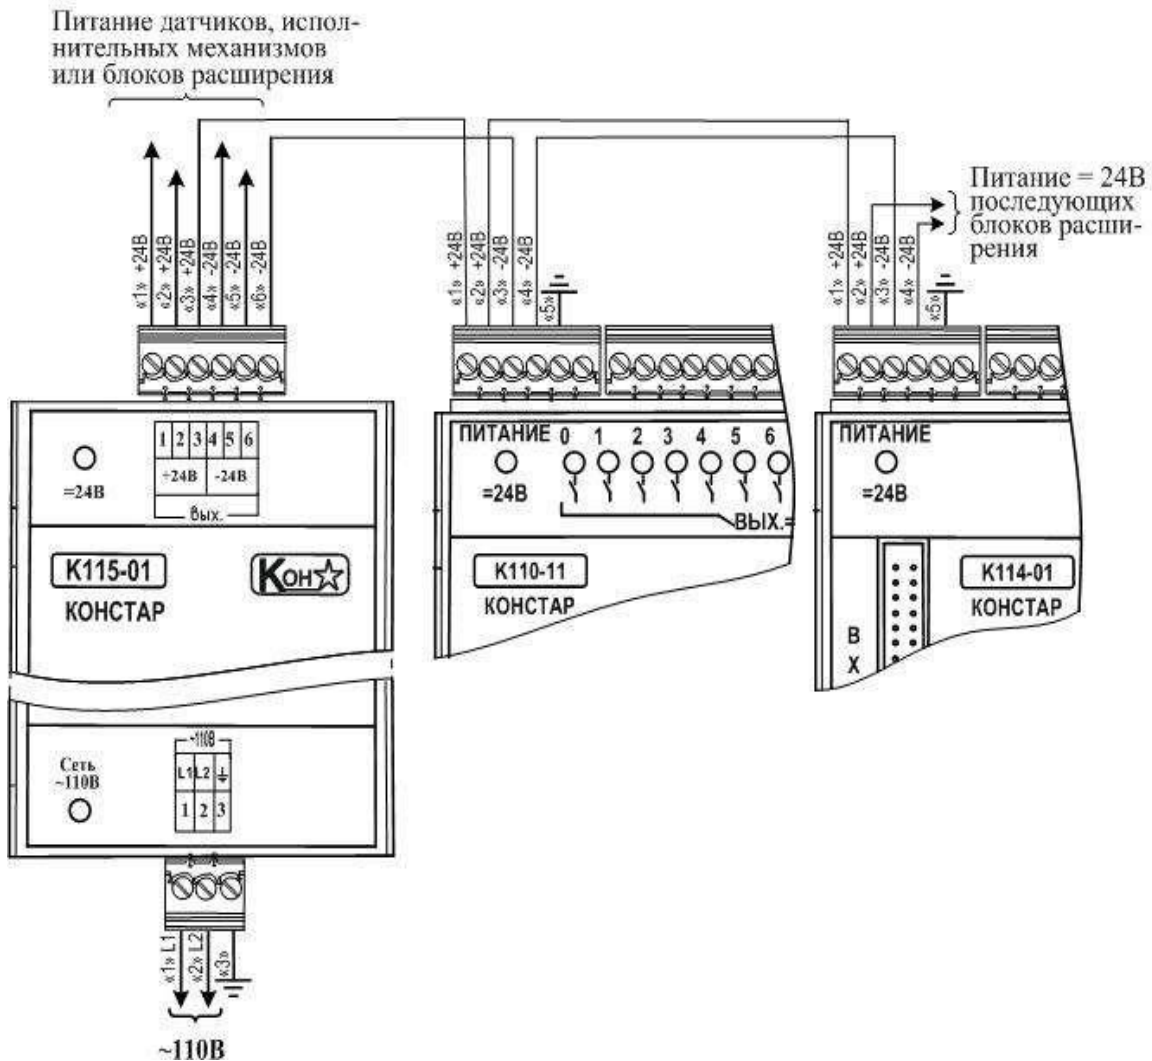 Питание датчиков, испол-
нительных механизмов
или блоков расширения
Питание = 24В
последующих
блоков расши-
рения
«1» +24В
«2» +24В
«3» +24В
«4» -24В
«5» -24В
«6» -24В
«1» +24В
«2» +24В
«3» -24В
«4» -24В
«5»
«1» +24В
«2» +24В
«3» -24В
«4» -24В
«5»
=24В
1 2 3 4 5 6
+24В -24В
вых.
К115-01
Кон
КОНСТАР
ПИТАНИЕ 0 1 2 3 4 5 6
=24В
ВЫХ.=
К110-11
КОНСТАР
ПИТАНИЕ
=24В
К114-01
КОНСТАР
В
Х
Сеть
~110В
~110В
L1 L2
1 2 3
«1» L1
«2» L2
«3»
~110В